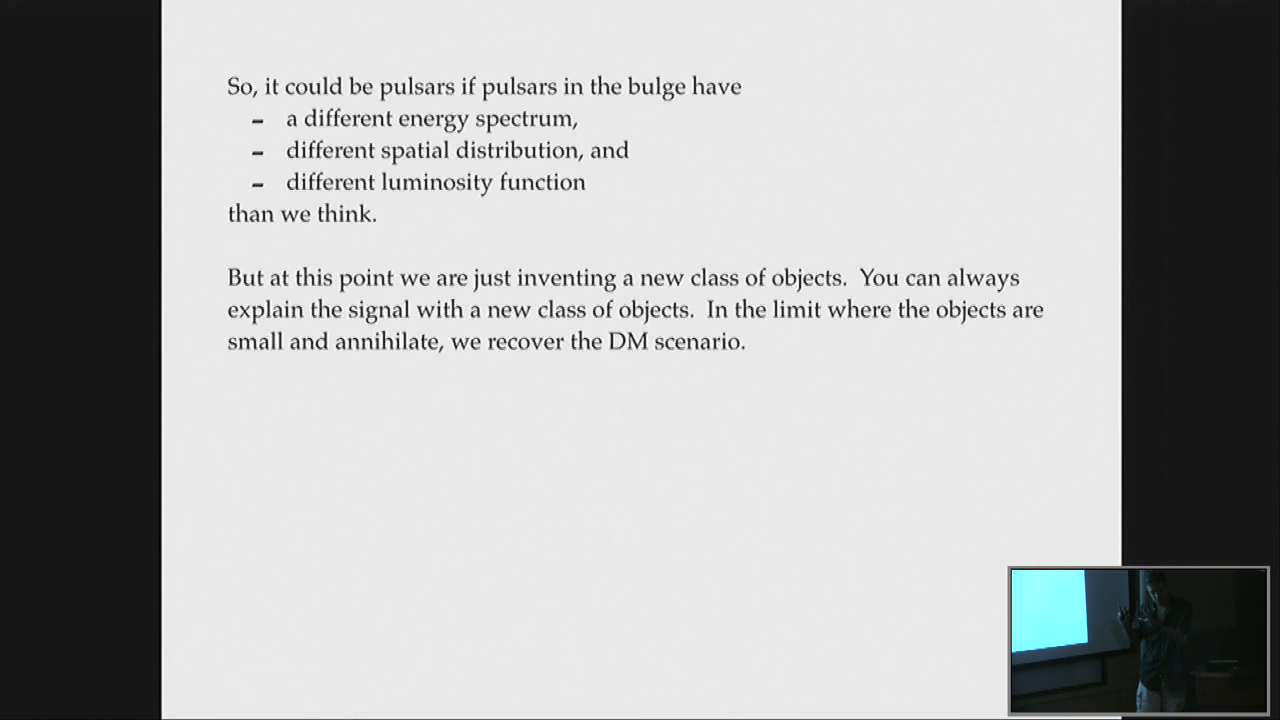 So, it could be pulsars if pulsars in the bulge have
- a different energy spectrum,
- different spatial distribution, and
- different luminosity function
than we think.
But at this point we are just inventing a new class of objects. You can always
explain the signal with a new class of objects. In the limit where the objects are
small and annihilate, we recover the DM scenario.